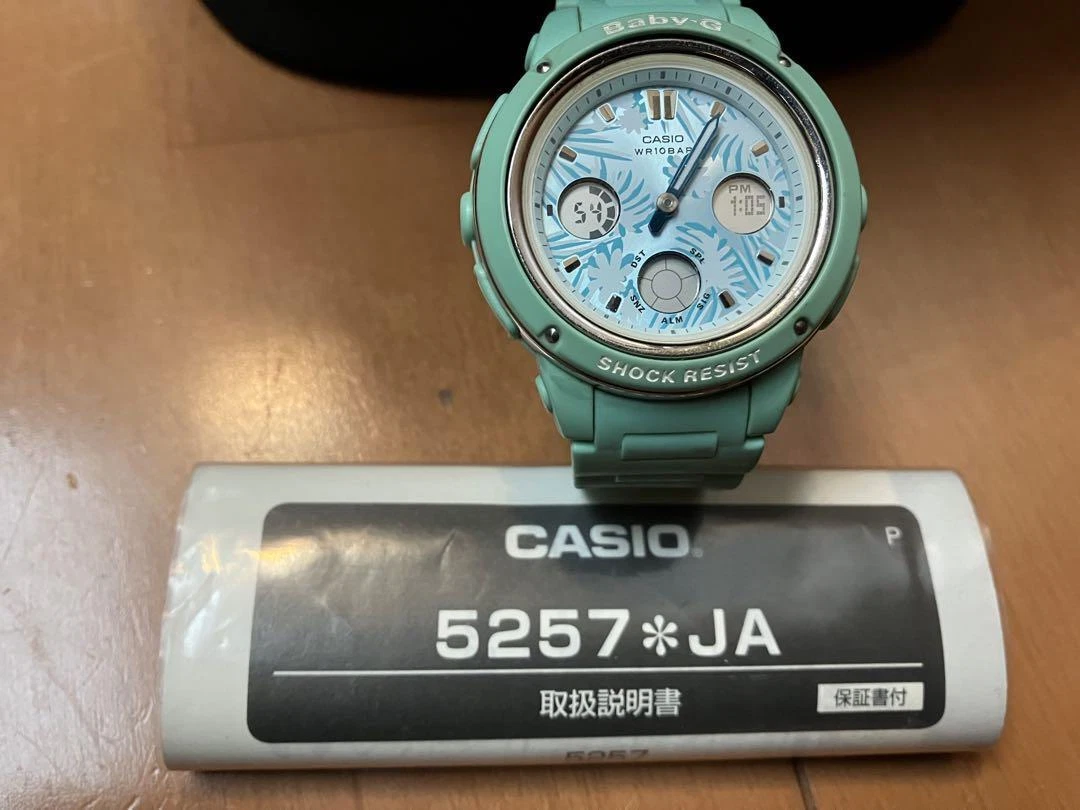 Baby-G
CASIO
WR10BAR
54
PM
1:05
DST
SPL
SNZ
ALM
SIG
SHOCK RESIST
CASIO
P
5257*JA
取扱説明書
保証書付
5257